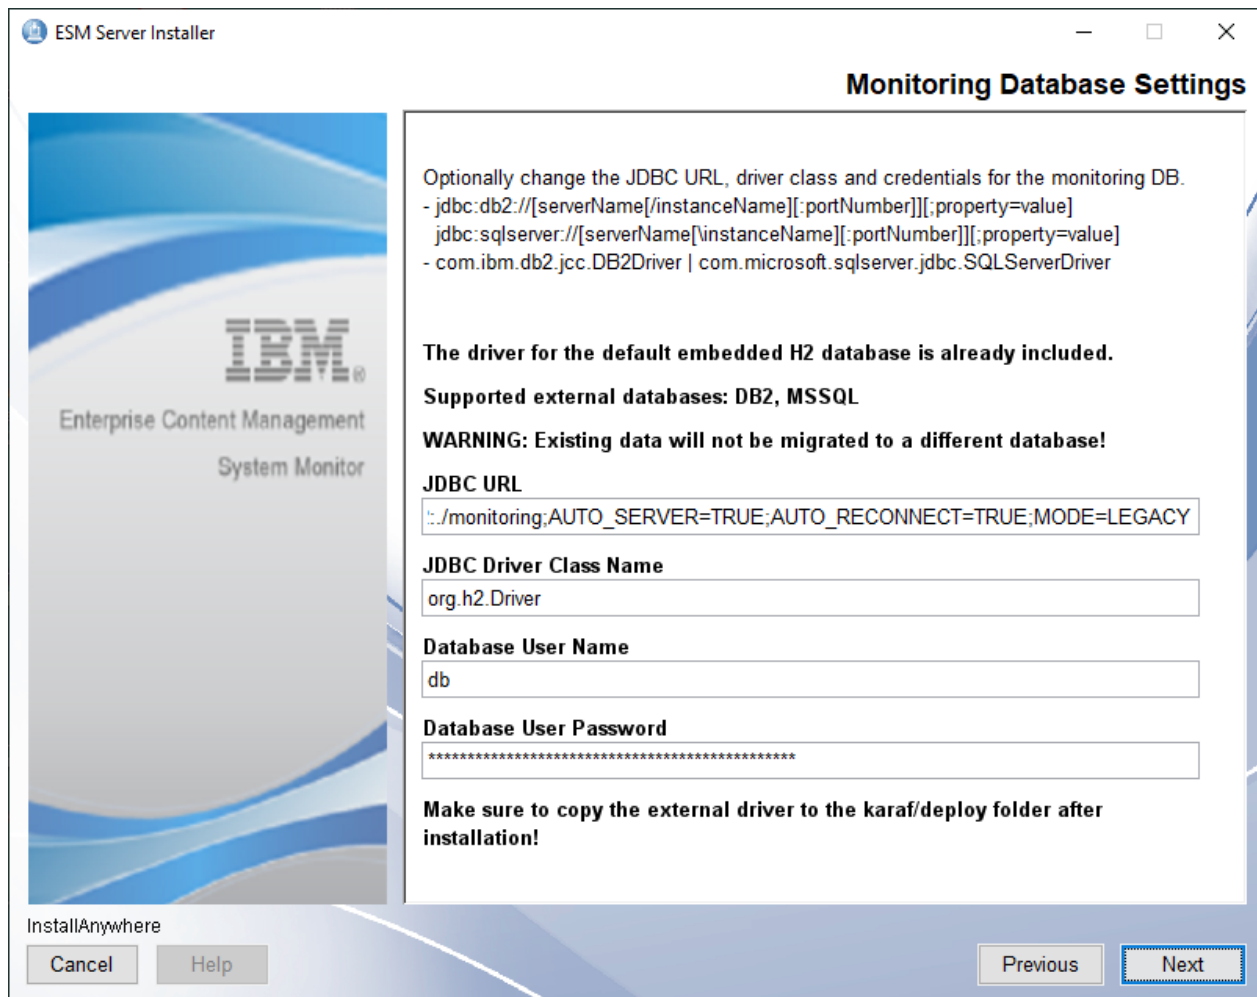 ESM Server Installer
Monitoring Database Settings
Optionally change the JDBC URL, driver class and credentials for the monitoring DB.
- jdbc:db2://[serverName[/instanceName][:portNumber]][;property=value]
jdbc:sqlserver://[serverName[\instanceName][:portNumber]][;property=value]
- com.ibm.db2.jcc.DB2Driver | com.microsoft.sqlserver.jdbc.SQLServerDriver
IBM®
Enterprise Content Management
System Monitor
The driver for the default embedded H2 database is already included.
Supported external databases: DB2, MSSQL
WARNING: Existing data will not be migrated to a different database!
JDBC URL
:./monitoring;AUTO_SERVER=TRUE;AUTO_RECONNECT=TRUE;MODE=LEGACY
JDBC Driver Class Name
org.h2.Driver
Database User Name
db
Database User Password
***********************************************
Make sure to copy the external driver to the karaf/deploy folder after
installation!
InstallAnywhere
Cancel
Help
Previous
Next